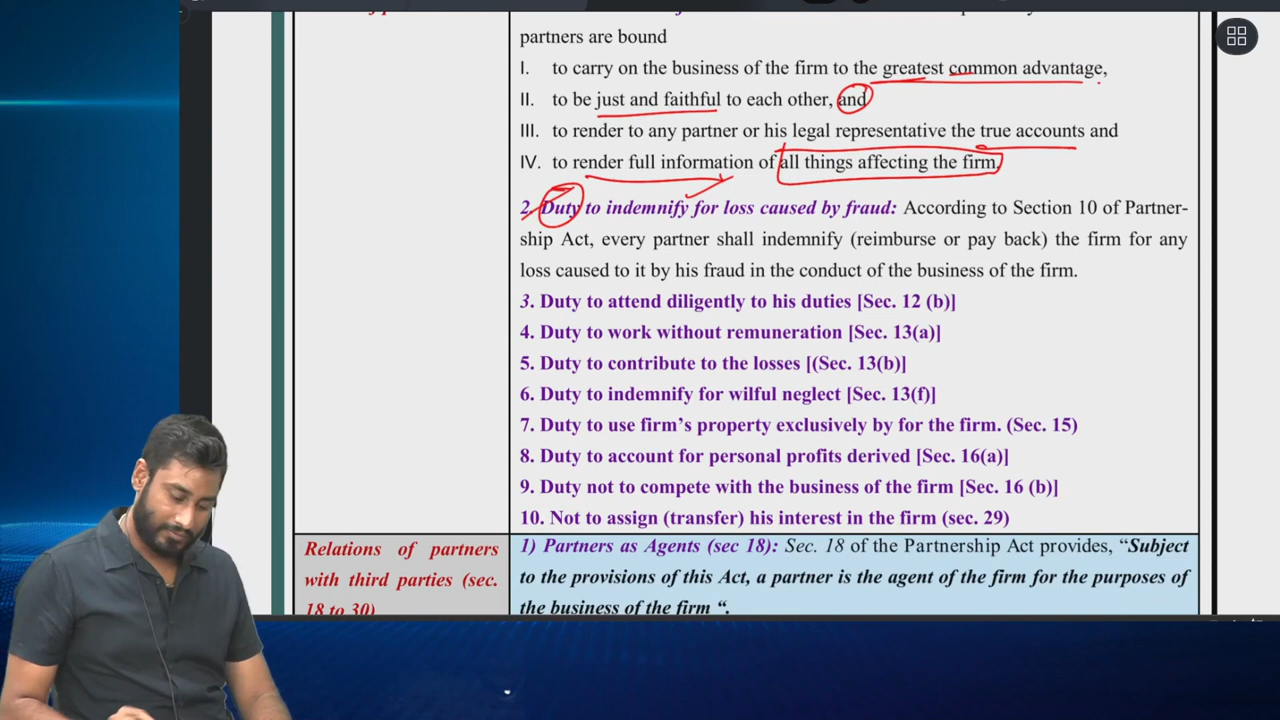 partners are bound
I. to carry on the business of the firm to the greatest common advantage,
II. to be just and faithful to each other, and
III. to render to any partner or his legal representative the true accounts and
IV. to render full information of all things affecting the firm.
2. Duty to indemnify for loss caused by fraud: According to Section 10 of Partner-
ship Act, every partner shall indemnify (reimburse or pay back) the firm for any
loss caused to it by his fraud in the conduct of the business of the firm.
3. Duty to attend diligently to his duties [Sec. 12 (b)]
4. Duty to work without remuneration [Sec. 13(a)]
5. Duty to contribute to the losses [(Sec. 13(b)]
6. Duty to indemnify for wilful neglect [Sec. 13(f)]
7. Duty to use firm's property exclusively by for the firm. (Sec. 15)
8. Duty to account for personal profits derived [Sec. 16(a)]
9. Duty not to compete with the business of the firm [Sec. 16 (b)]
10. Not to assign (transfer) his interest in the firm (sec. 29)
Relations of partners
with third parties (sec.
18 to 30)
1) Partners as Agents (sec 18): Sec. 18 of the Partnership Act provides, “Subject
to the provisions of this Act, a partner is the agent of the firm for the purposes of
the business of the firm “.